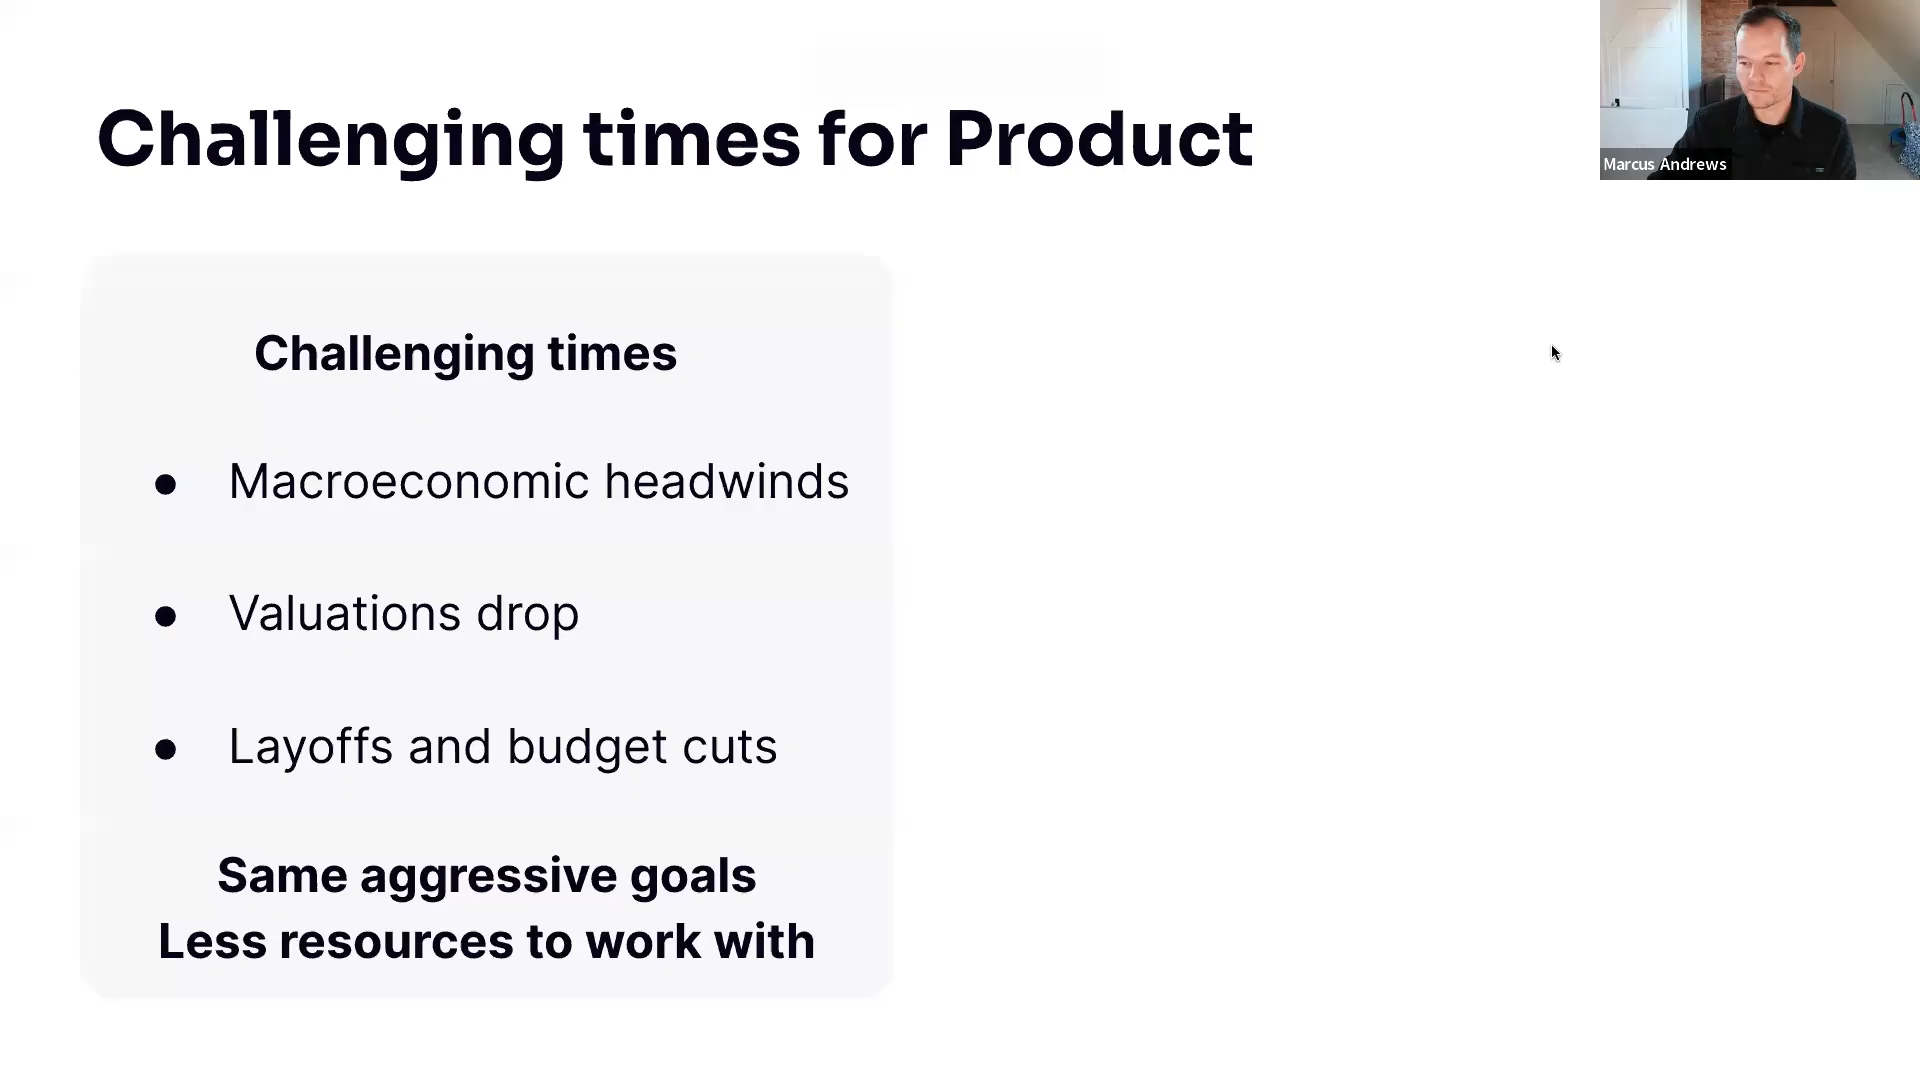 Challenging times for Product
Marcus Andrews
Challenging times
● Macroeconomic headwinds
● Valuations drop
● Layoffs and budget cuts
Same aggressive goals
Less resources to work with